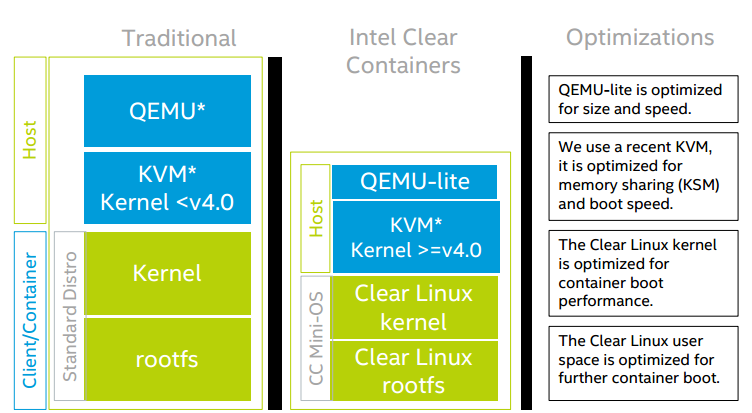 Traditional
Host
QEMU*
KVM*
Kernel <v4.0
Client/Container
Standard Distro
Kernel
rootfs
Intel Clear
Containers
Host
QEMU-lite
KVM*
Kernel >=v4.0
CC Mini-OS
Clear Linux
kernel
Clear Linux
rootfs
Optimizations
QEMU-lite is optimized
for size and speed.
We use a recent KVM,
it is optimized for
memory sharing (KSM)
and boot speed.
The Clear Linux kernel
is optimized for
container boot
performance.
The Clear Linux user
space is optimized for
further container boot.